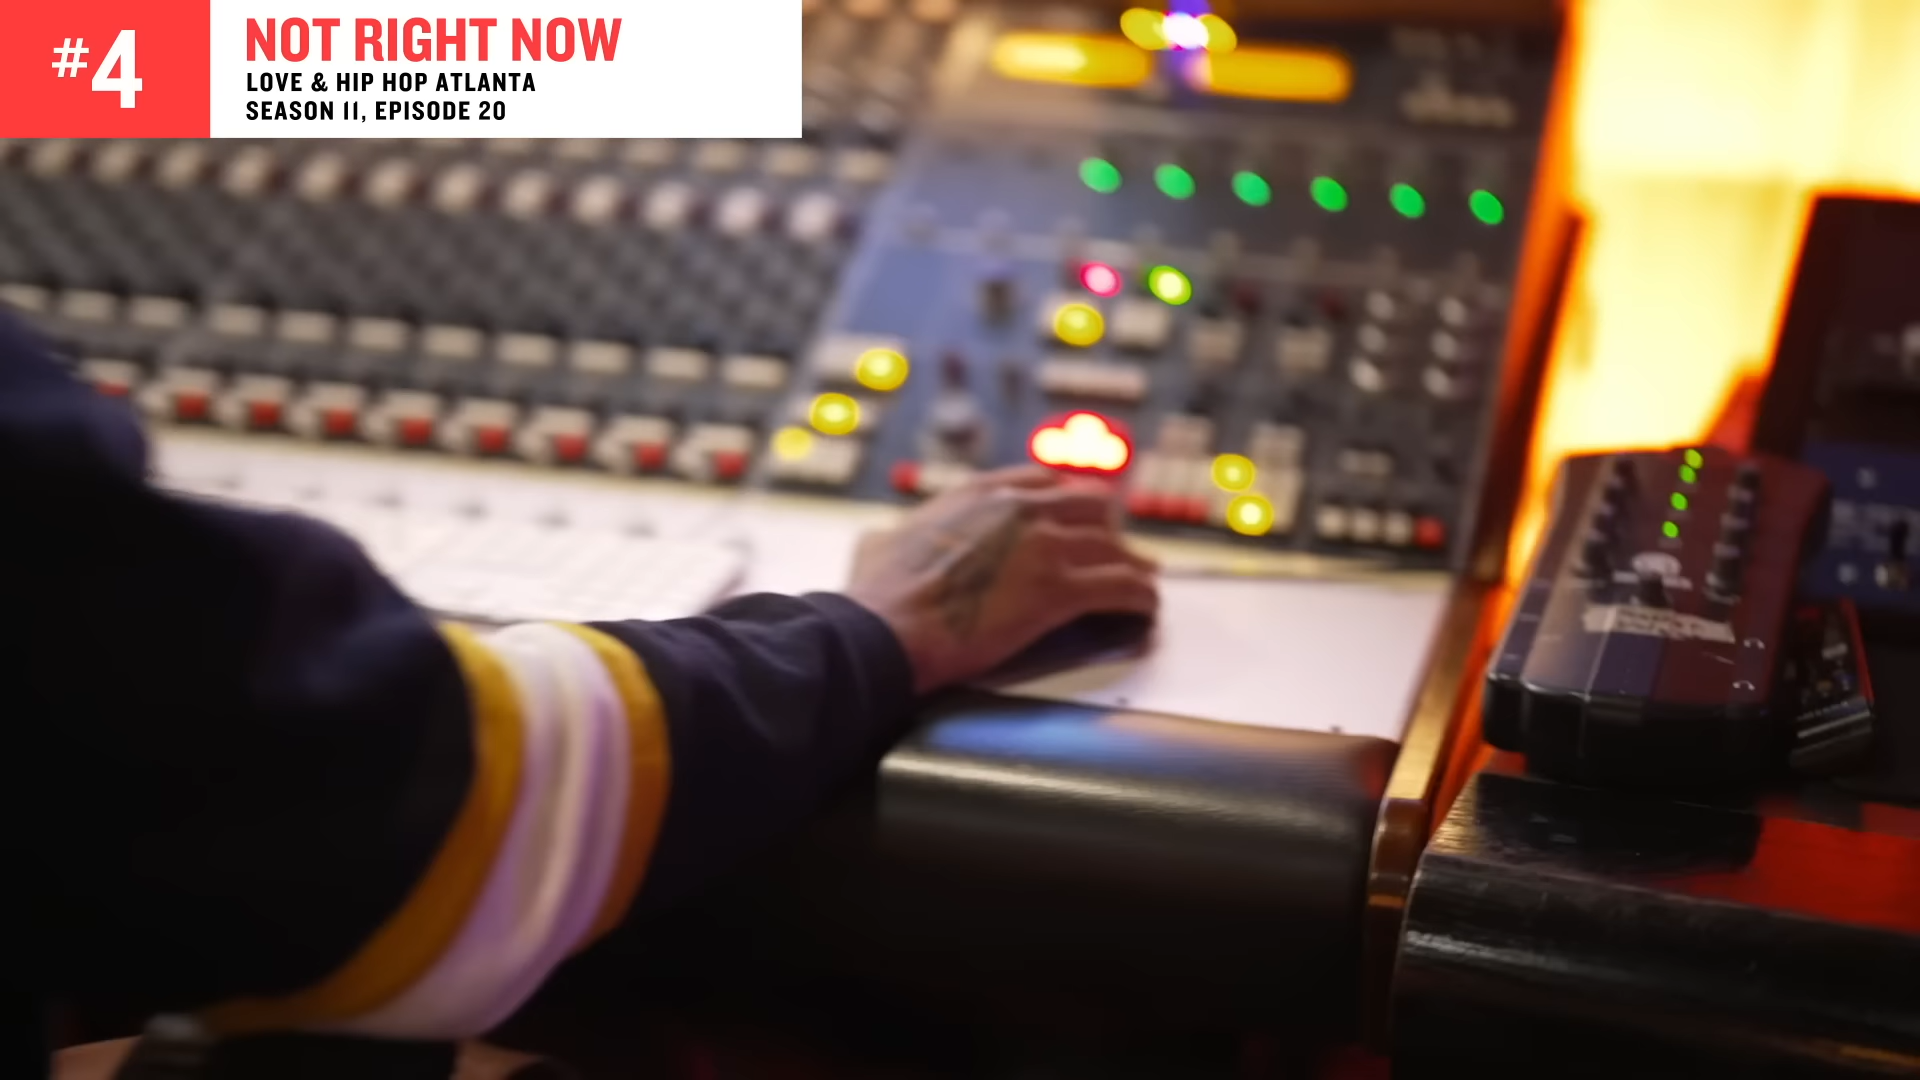 #4
NOT RIGHT NOW
LOVE & HIP HOP ATLANTA
SEASON 11, EPISODE 20